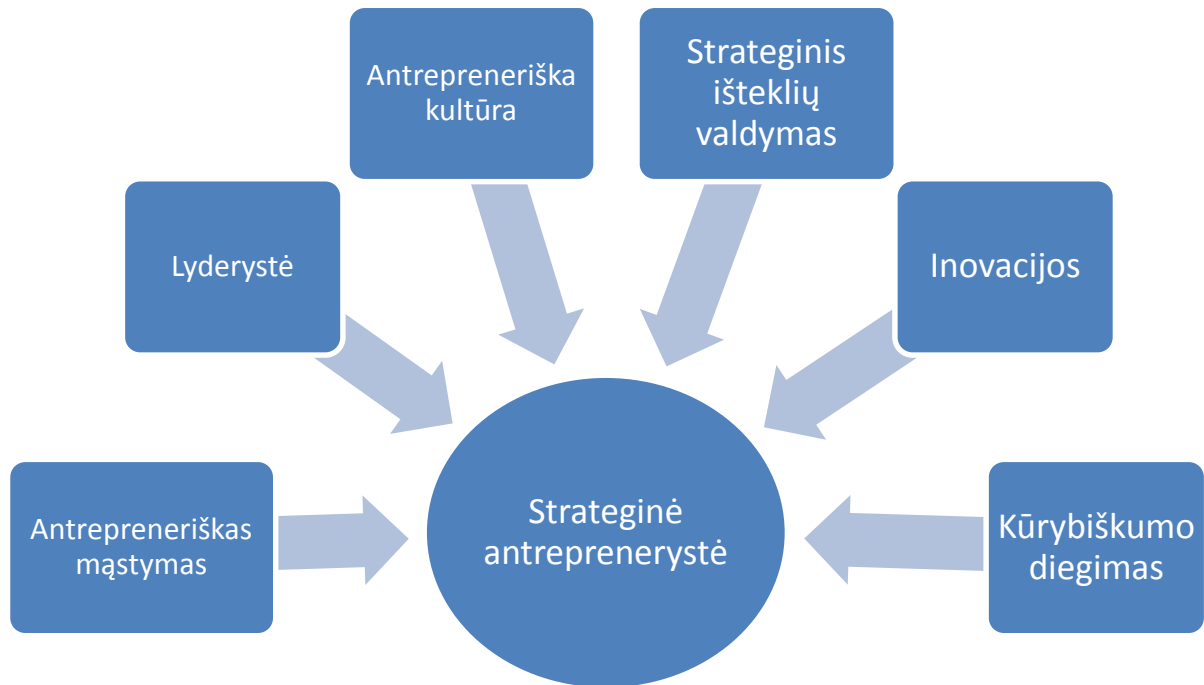 Antrepreneriška
kultūra
Strateginis
išteklių
valdymas
Lyderystė
Inovacijos
Antrepreneriškas
mąstymas
Strateginė
antreprenerystė
Kūrybiškumo
diegimas